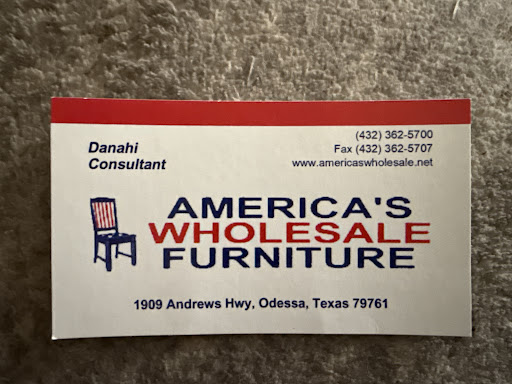 (432) 362-5700
Danahi
Fax (432) 362-5707
Consultant
www.americaswholesale.net
AMERICA'S
WHOLESALE
FURNITURE
1909 Andrews Hwy, Odessa, Texas 79761